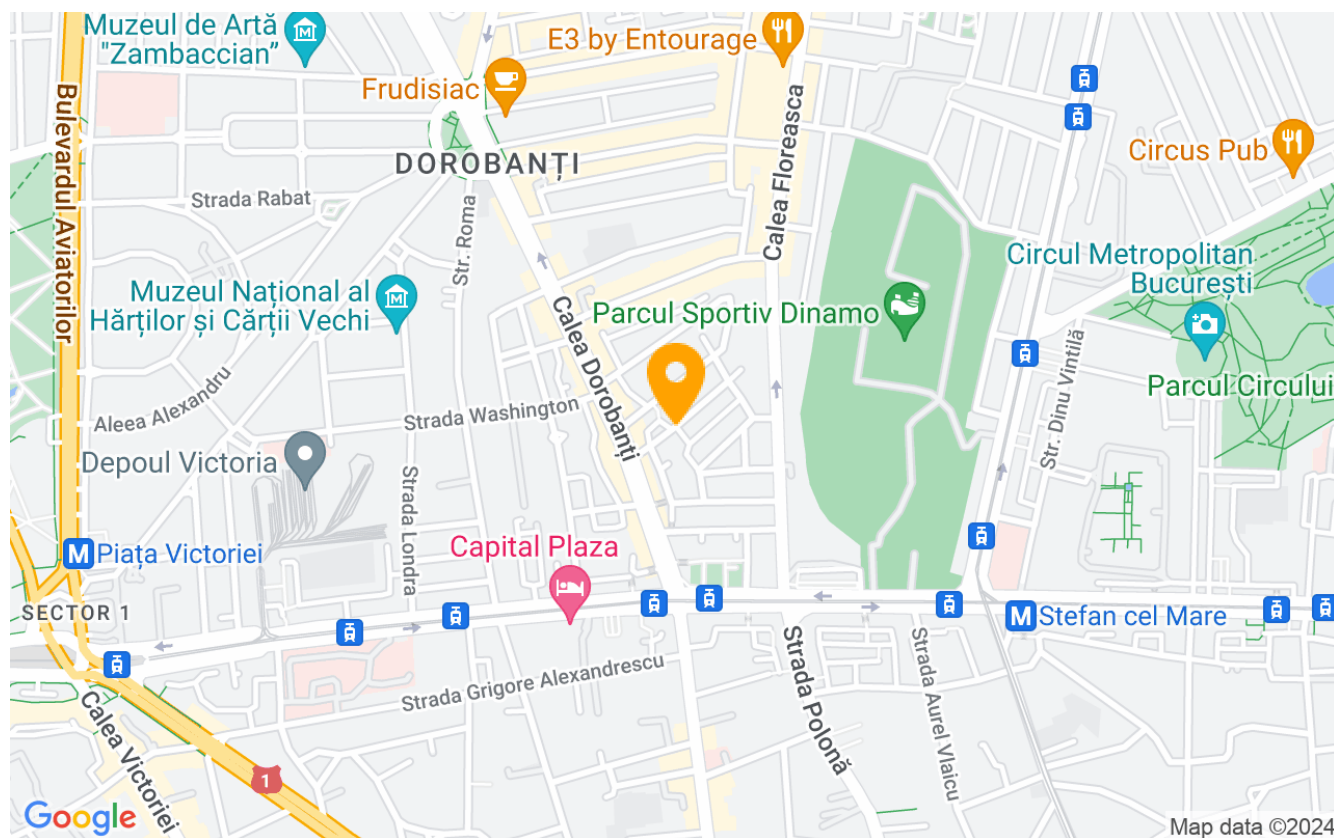 Muzeul de Artă
"Zambaccian”
E3 by Entourage
Frudisiac
Bulevardul Aviatorilor
DOROBANȚI
Calea Floreasca
Circus Pub
Strada Rabat
Str. Roma
Circul Metropolitan
București
Muzeul Național al
Hărților și Cărții Vechi
Parcul Sportiv Dinamo
Calea Dorobanți
Parcul Circului
Aleea Alexandru
Strada Washington
Str. Dinu Vintilă
Depoul Victoria
Strada Londra
M
Piața Victoriei
Capital Plaza
SECTOR 1
M
Stefan cel Mare
Strada Grigore Alexandrescu
Strada Polonă
Strada Aurel Vlaicu
Calea Victoriei
1
Google
Map data ©2024